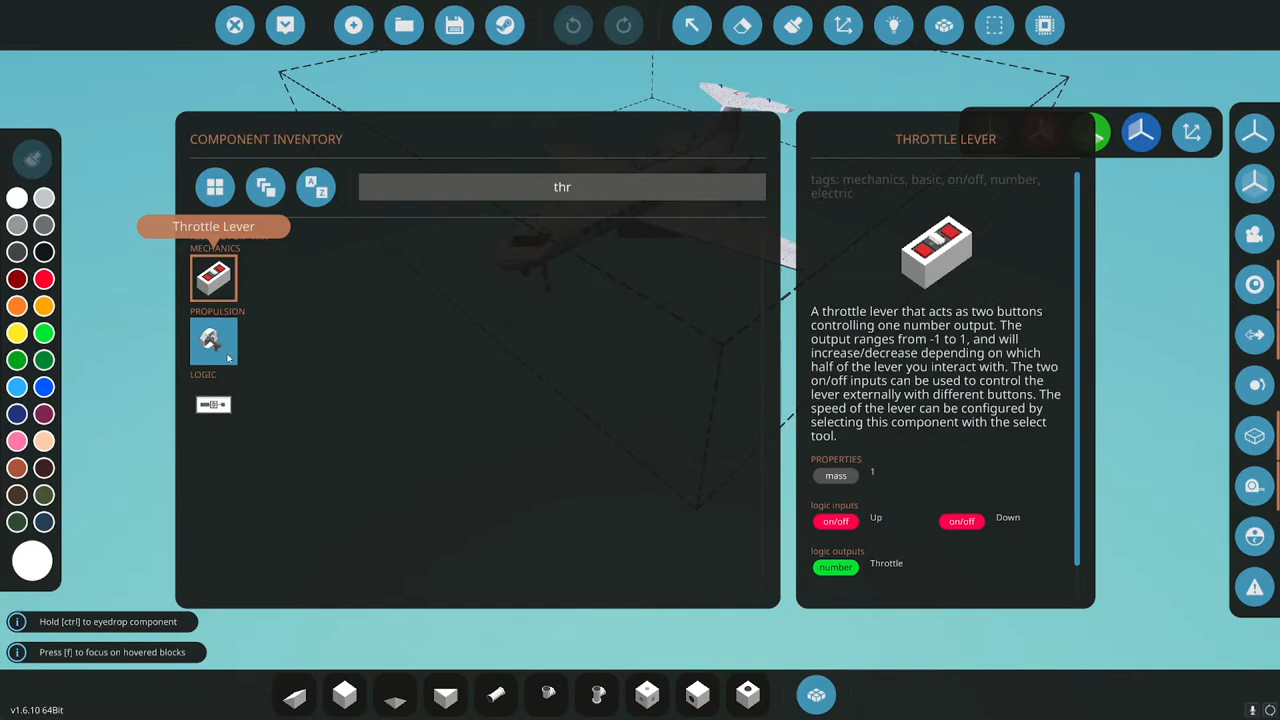 COMPONENT INVENTORY
thr
Throttle Lever
MECHANICS
PROPULSION
LOGIC
THROTTLE LEVER
tags: mechanics, basic, on/off, number,
electric
A throttle lever that acts as two buttons
controlling one number output. The
output ranges from -1 to 1, and will
increase/decrease depending on which
half of the lever you interact with. The two
on/off inputs can be used to control the
lever externally with different buttons. The
speed of the lever can be configured by
selecting this component with the select
tool.
PROPERTIES
mass 1
logic inputs
on/off Up on/off Down
logic outputs
number Throttle
Hold [ctrl] to eyedrop component
Press [f] to focus on hovered blocks
v1.6.10 64Bit